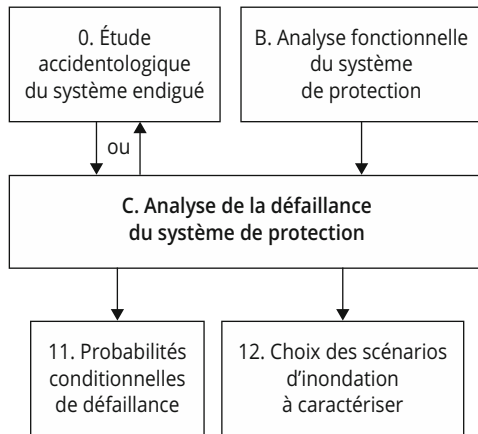 0. Étude
accidentologique
du système endigué
B. Analyse fonctionnelle
du système
de protection
ou
C. Analyse de la défaillance
du système de protection
11. Probabilités
conditionnelles
de défaillance
12. Choix des scénarios
d'inondation
à caractériser